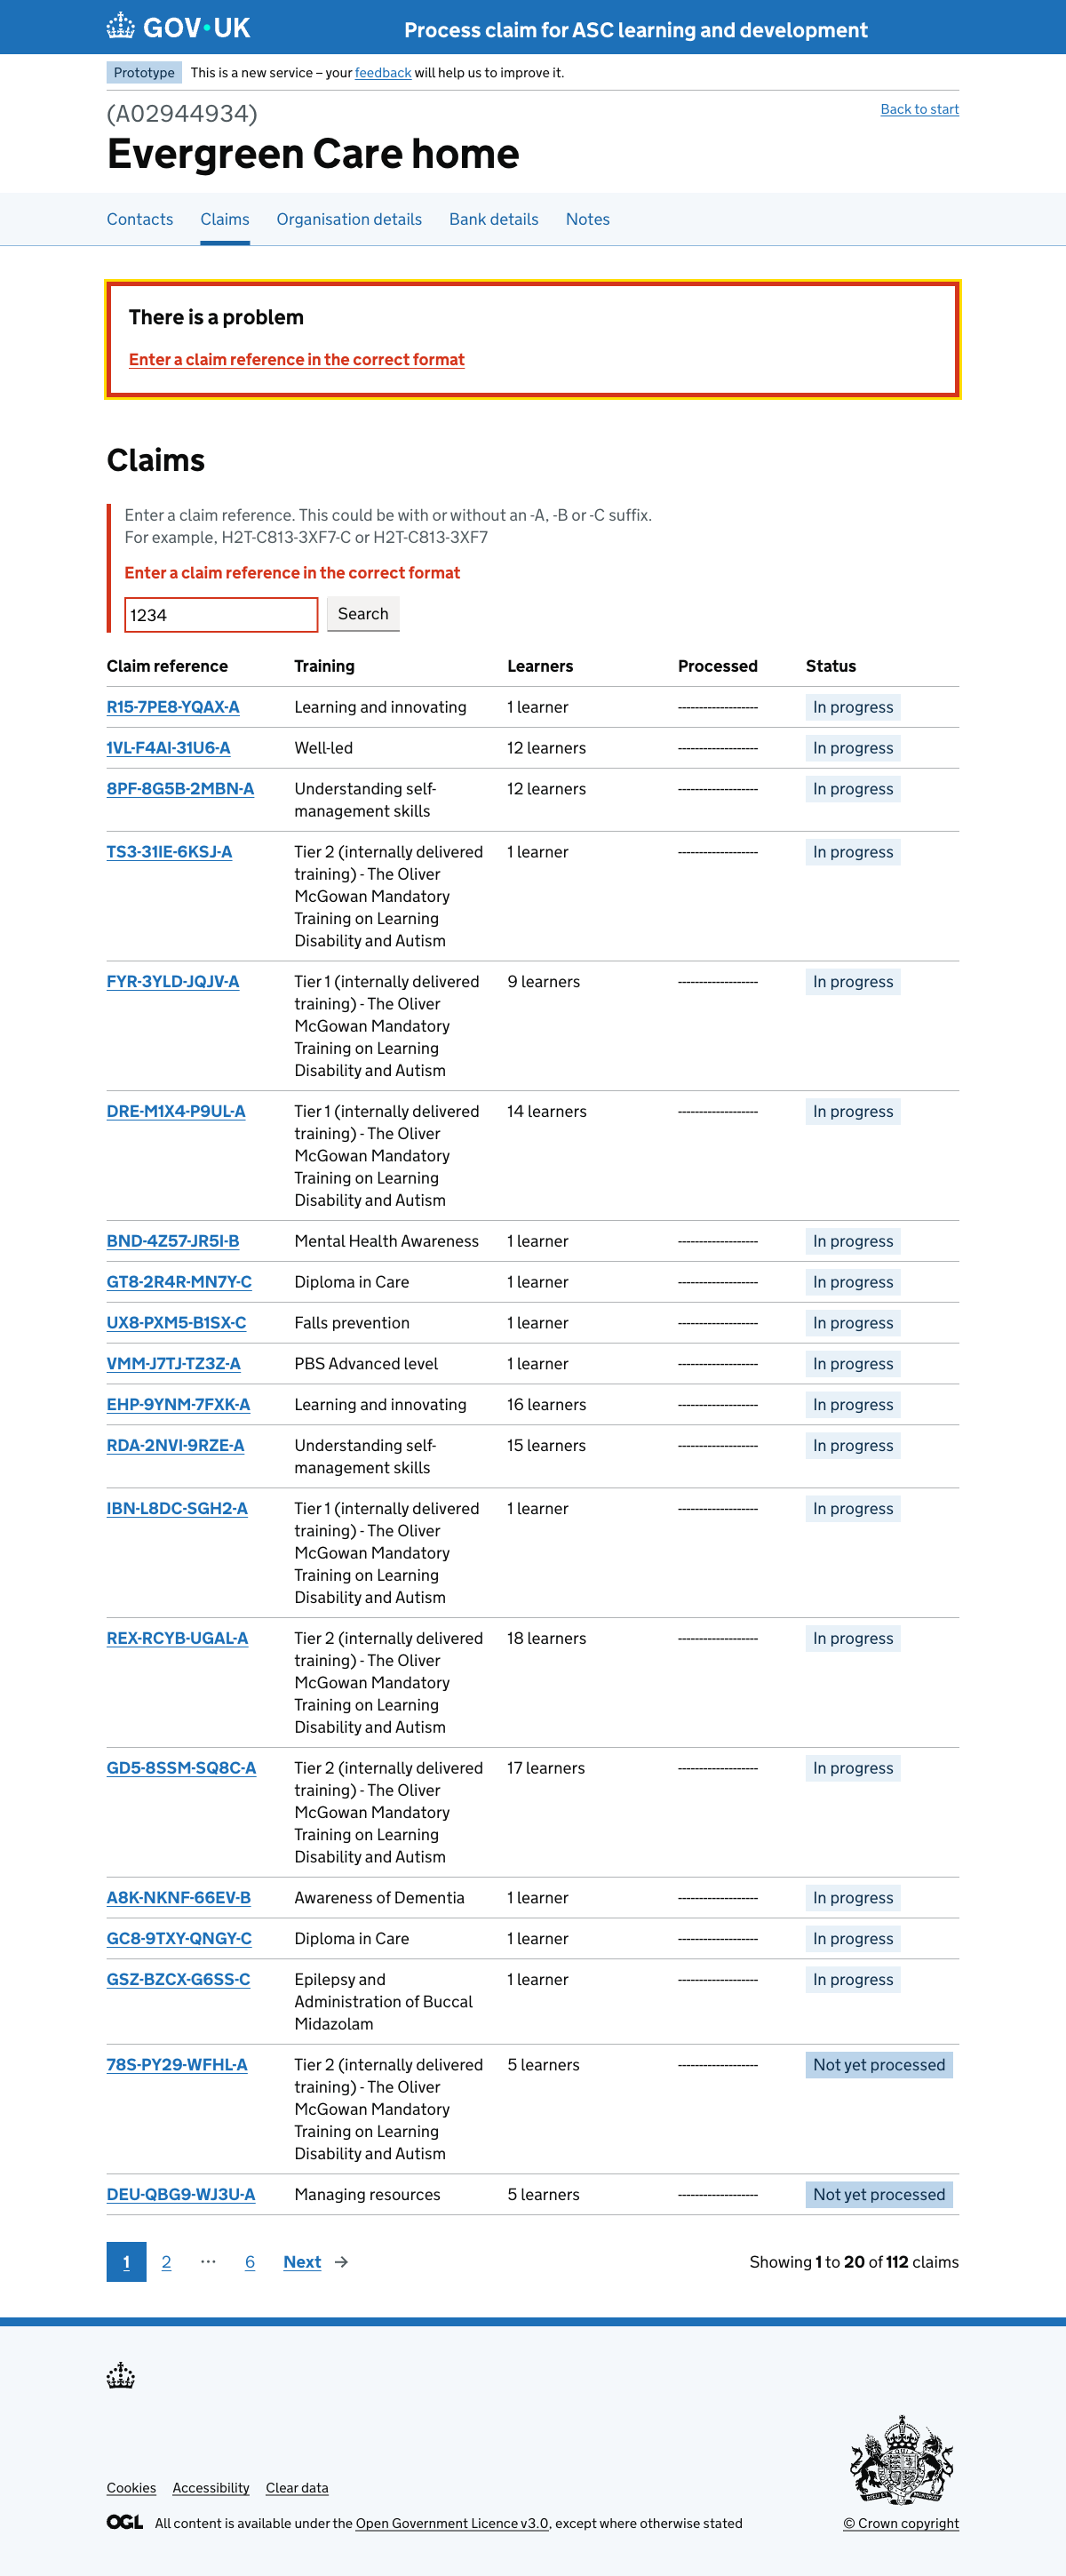 GOV·UK
Process claim for ASC learning and development
Prototype This is a new service – your feedback will help us to improve it.
(A02944934)
Back to start
Evergreen Care home
Contacts Claims Organisation details Bank details Notes
There is a problem
Enter a claim reference in the correct format
Claims
Enter a claim reference. This could be with or without an -A, -B or -C suffix.
For example, H2T-C813-3XF7-C or H2T-C813-3XF7
Enter a claim reference in the correct format
1234 Search
Claim reference Training Learners Processed Status
R15-7PE8-YQAX-A Learning and innovating 1 learner ------------------- In progress
1VL-F4AI-31U6-A Well-led 12 learners ------------------- In progress
8PF-8G5B-2MBN-A Understanding self- 12 learners ------------------- In progress
management skills
TS3-31IE-6KSJ-A Tier 2 (internally delivered 1 learner ------------------- In progress
training) - The Oliver
McGowan Mandatory
Training on Learning
Disability and Autism
FYR-3YLD-JQJV-A Tier 1 (internally delivered 9 learners ------------------- In progress
training) - The Oliver
McGowan Mandatory
Training on Learning
Disability and Autism
DRE-M1X4-P9UL-A Tier 1 (internally delivered 14 learners ------------------- In progress
training) - The Oliver
McGowan Mandatory
Training on Learning
Disability and Autism
BND-4Z57-JR5I-B Mental Health Awareness 1 learner ------------------- In progress
GT8-2R4R-MN7Y-C Diploma in Care 1 learner ------------------- In progress
UX8-PXM5-B1SX-C Falls prevention 1 learner ------------------- In progress
VMM-J7TJ-TZ3Z-A PBS Advanced level 1 learner ------------------- In progress
EHP-9YNM-7FXK-A Learning and innovating 16 learners ------------------- In progress
RDA-2NVI-9RZE-A Understanding self- 15 learners ------------------- In progress
management skills
IBN-L8DC-SGH2-A Tier 1 (internally delivered 1 learner ------------------- In progress
training) - The Oliver
McGowan Mandatory
Training on Learning
Disability and Autism
REX-RCYB-UGAL-A Tier 2 (internally delivered 18 learners ------------------- In progress
training) - The Oliver
McGowan Mandatory
Training on Learning
Disability and Autism
GD5-8SSM-SQ8C-A Tier 2 (internally delivered 17 learners ------------------- In progress
training) - The Oliver
McGowan Mandatory
Training on Learning
Disability and Autism
A8K-NKNF-66EV-B Awareness of Dementia 1 learner ------------------- In progress
GC8-9TXY-QNGY-C Diploma in Care 1 learner ------------------- In progress
GSZ-BZCX-G6SS-C Epilepsy and 1 learner ------------------- In progress
Administration of Buccal
Midazolam
78S-PY29-WFHL-A Tier 2 (internally delivered 5 learners ------------------- Not yet processed
training) - The Oliver
McGowan Mandatory
Training on Learning
Disability and Autism
DEU-QBG9-WJ3U-A Managing resources 5 learners ------------------- Not yet processed
1 2 ⋯ 6 Next → Showing 1 to 20 of 112 claims
Cookies Accessibility Clear data
OGL All content is available under the Open Government Licence v3.0, except where otherwise stated
© Crown copyright